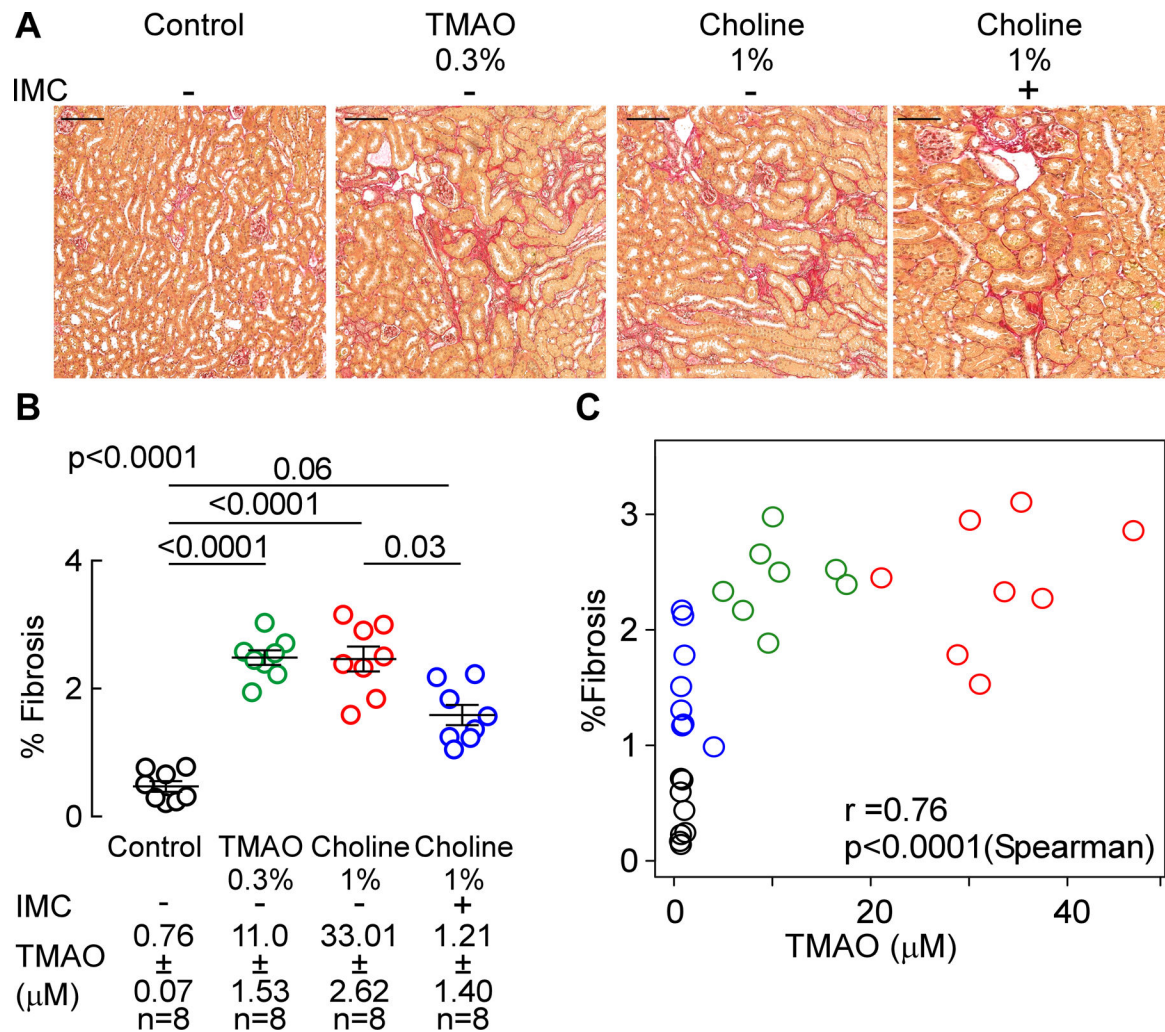 A
Control TMAO Choline Choline
0.3% 1% 1%
IMC - - - +
B
p<0.0001
0.06
<0.0001
<0.0001 0.03
4
2
0
% Fibrosis
Control TMAO Choline Choline
0.3% 1% 1%
IMC - - - +
TMAO (μM)
0.76 11.0 33.01 1.21
± ± ± ±
0.07 1.53 2.62 1.40
n=8 n=8 n=8 n=8
C
3
2
1
0
%Fibrosis
r =0.76
p<0.0001(Spearman)
0 20 40
TMAO (μM)